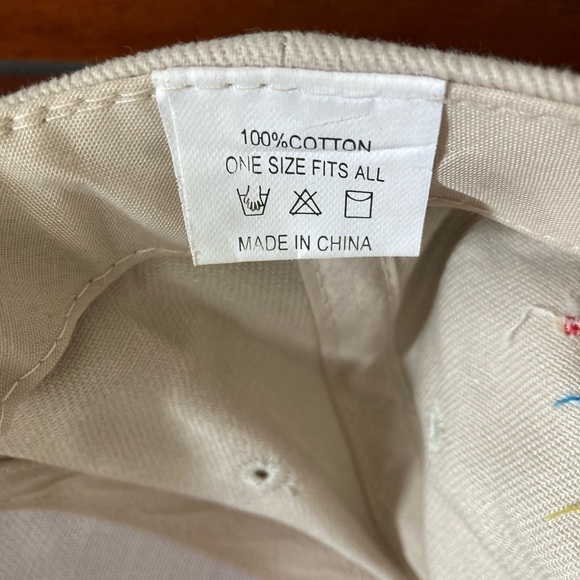 100%COTTON
ONE SIZE FITS ALL
MADE IN CHINA